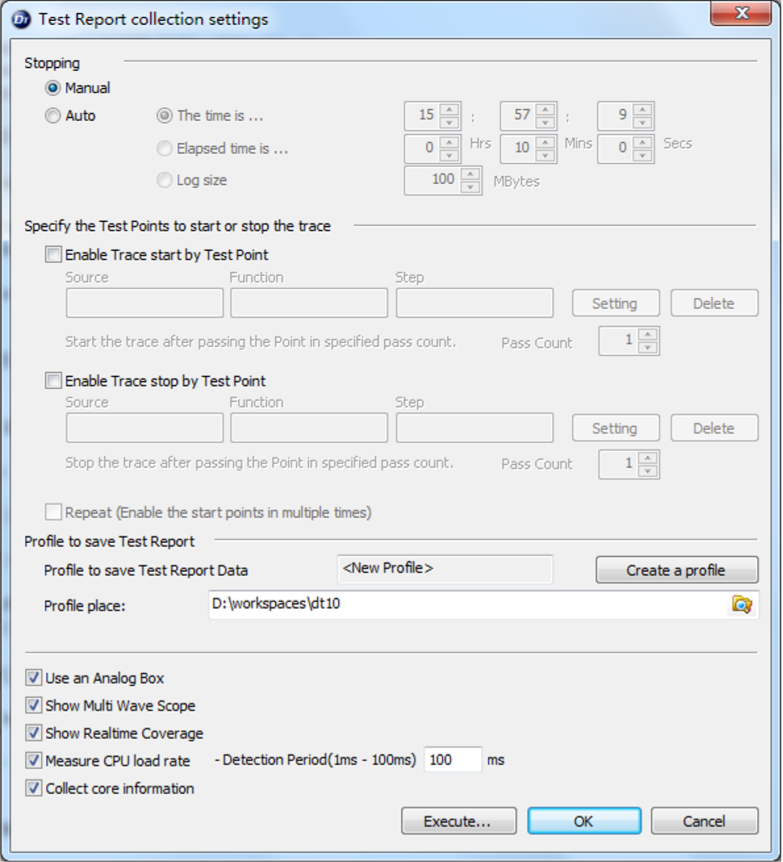 Test Report collection settings
Stopping
Manual
Auto The time is ... 15 : 57 : 9
Elapsed time is ... 0 Hrs 10 Mins 0 Secs
Log size 100 MBytes
Specify the Test Points to start or stop the trace
Enable Trace start by Test Point
Source Function Step
Setting Delete
Start the trace after passing the Point in specified pass count. Pass Count 1
Enable Trace stop by Test Point
Source Function Step
Setting Delete
Stop the trace after passing the Point in specified pass count. Pass Count 1
Repeat (Enable the start points in multiple times)
Profile to save Test Report
Profile to save Test Report Data <New Profile> Create a profile
Profile place: D:\workspaces\dt10
Use an Analog Box
Show Multi Wave Scope
Show Realtime Coverage
Measure CPU load rate - Detection Period(1ms - 100ms) 100 ms
Collect core information
Execute... OK Cancel